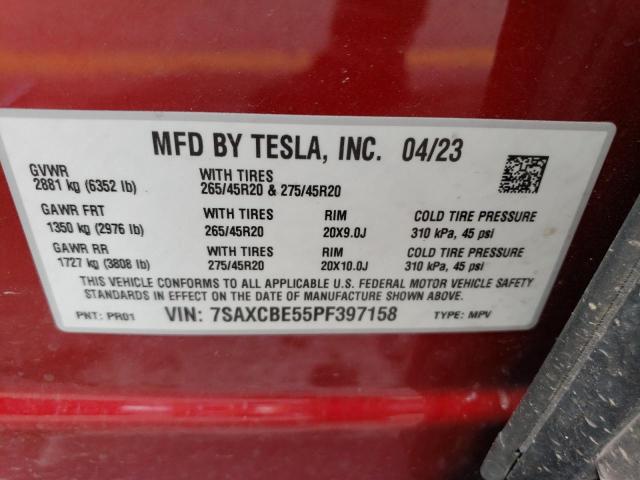 MFD BY TESLA, INC. 04/23
GVWR
2881 kg (6352 lb)
WITH TIRES
265/45R20 & 275/45R20
GAWR FRT
1350 kg (2976 lb)
WITH TIRES
265/45R20
RIM
20X9.0J
COLD TIRE PRESSURE
310 kPa, 45 psi
GAWR RR
1727 kg (3808 lb)
WITH TIRES
275/45R20
RIM
20X10.0J
COLD TIRE PRESSURE
310 kPa, 45 psi
THIS VEHICLE CONFORMS TO ALL APPLICABLE U.S. FEDERAL MOTOR VEHICLE SAFETY
STANDARDS IN EFFECT ON THE DATE OF MANUFACTURE SHOWN ABOVE.
PNT: PR01 VIN: 7SAXCBE55PF397158 TYPE: MPV